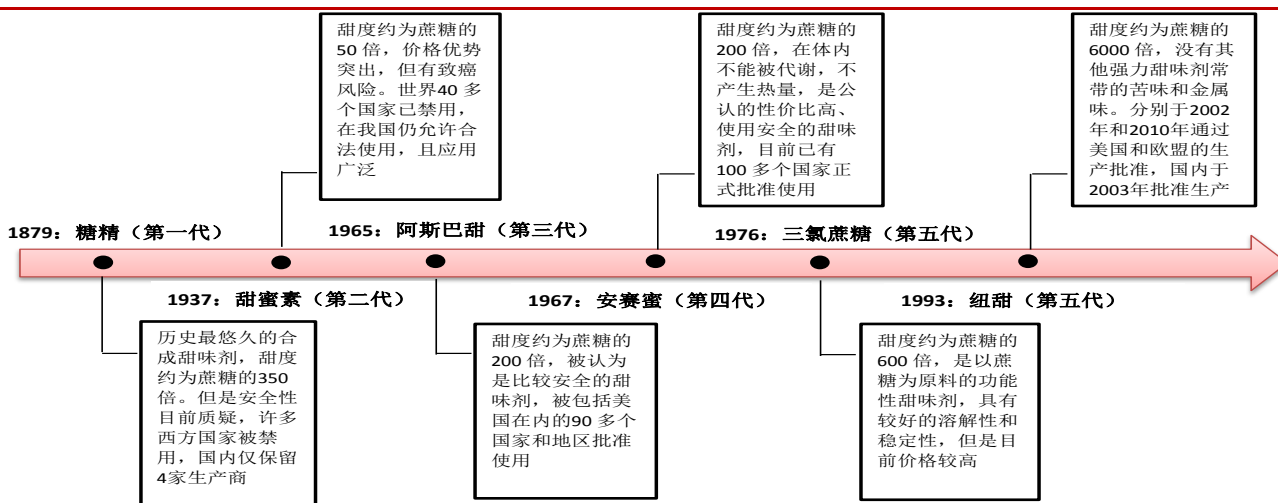 甜度约为蔗糖的
50 倍，价格优势
突出，但有致癌
风险。世界40 多
个国家已禁用，
在我国仍允许合
法使用，且应用
广泛
甜度约为蔗糖的
200 倍，在体内
不能被代谢，不
产生热量，是公
认的性价比高、
使用安全的甜味
剂，目前已有
100 多个国家正
式批准使用
甜度约为蔗糖的
6000 倍，没有其
他强力甜味剂常
带的苦味和金属
味。分别于2002
年和2010年通过
美国和欧盟的生
产批准，国内于
2003年批准生产
1879：糖精（第一代）
1965：阿斯巴甜（第三代）
1976：三氯蔗糖（第五代）
1937：甜蜜素（第二代）
1967：安赛蜜（第四代）
1993：纽甜（第五代）
历史最悠久的合
成甜味剂，甜度
约为蔗糖的350
倍。但是安全性
目前质疑，许多
西方国家被禁
用，国内仅保留
4家生产商
甜度约为蔗糖的
200 倍，被认为
是比较安全的甜
味剂，被包括美
国在内的90 多个
国家和地区批准
使用
甜度约为蔗糖的
600 倍，是以蔗
糖为原料的功能
性甜味剂，具有
较好的溶解性和
稳定性，但是目
前价格较高